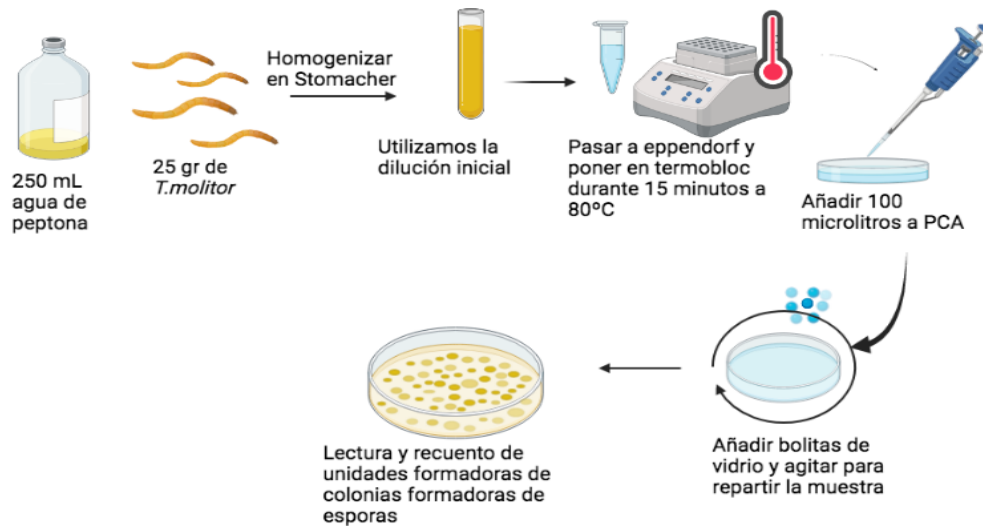 250 mL
agua de
peptona
25 gr de
T.molitor
Homogenizar
en Stomacher
Utilizamos la
dilución inicial
Pasar a eppendorf y
poner en termobloc
durante 15 minutos a
80ºC
Añadir 100
microlitros a PCA
Añadir bolitas de
vidrio y agitar para
repartir la muestra
Lectura y recuento de
unidades formadoras de
colonias formadoras de
esporas